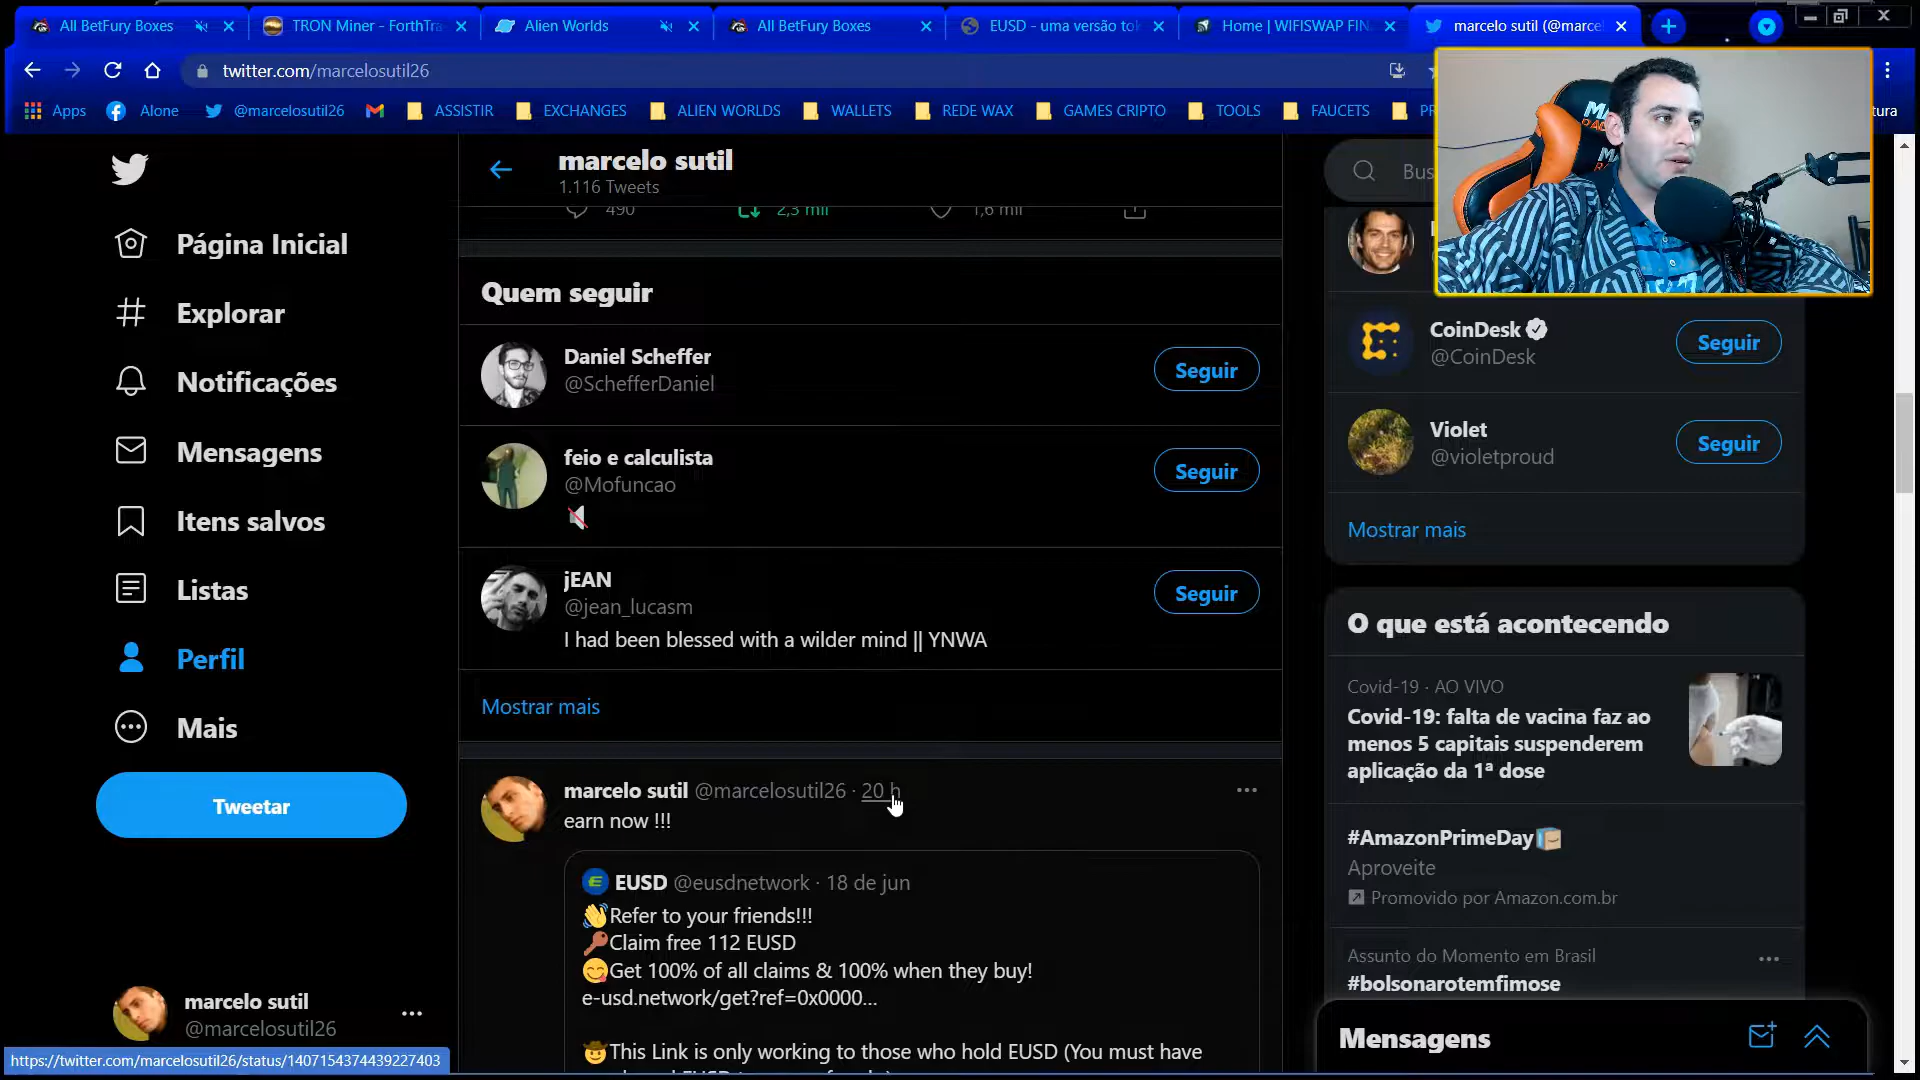 All BetFury Boxes
TRON Miner - ForthTra
Alien Worlds
All BetFury Boxes
EUSD - uma versão tok
Home | WIFISWAP FIN
marcelo sutil (@marce
twitter.com/marcelosutil26
Apps
Alone
@marcelosutil26
ASSISTIR
EXCHANGES
ALIEN WORLDS
WALLETS
REDE WAX
GAMES CRIPTO
TOOLS
FAUCETS
tura
marcelo sutil
1.116 Tweets
490
2,3 mil
1,6 mil
Página Inicial
Explorar
Notificações
Mensagens
Itens salvos
Listas
Perfil
Mais
Tweetar
marcelo sutil
@marcelosutil26
https://twitter.com/marcelosutil26/status/1407154374439227403
Quem seguir
Daniel Scheffer
@SchefferDaniel
Seguir
feio e calculista
@Mofuncao
Seguir
jEAN
@jean_lucasm
I had been blessed with a wilder mind || YNWA
Seguir
Mostrar mais
marcelo sutil @marcelosutil26 · 20 h
earn now !!!
EUSD @eusdnetwork · 18 de jun
👋Refer to your friends!!!
🔑Claim free 112 EUSD
😋Get 100% of all claims & 100% when they buy!
e-usd.network/get?ref=0x0000...
🤠This Link is only working to those who hold EUSD (You must have
Bus
CoinDesk
@CoinDesk
Seguir
Violet
@violetproud
Seguir
Mostrar mais
O que está acontecendo
Covid-19 · AO VIVO
Covid-19: falta de vacina faz ao
menos 5 capitais suspenderem
aplicação da 1ª dose
#AmazonPrimeDay
Aproveite
Promovido por Amazon.com.br
Assunto do Momento em Brasil
#bolsonarotemfimose
Mensagens